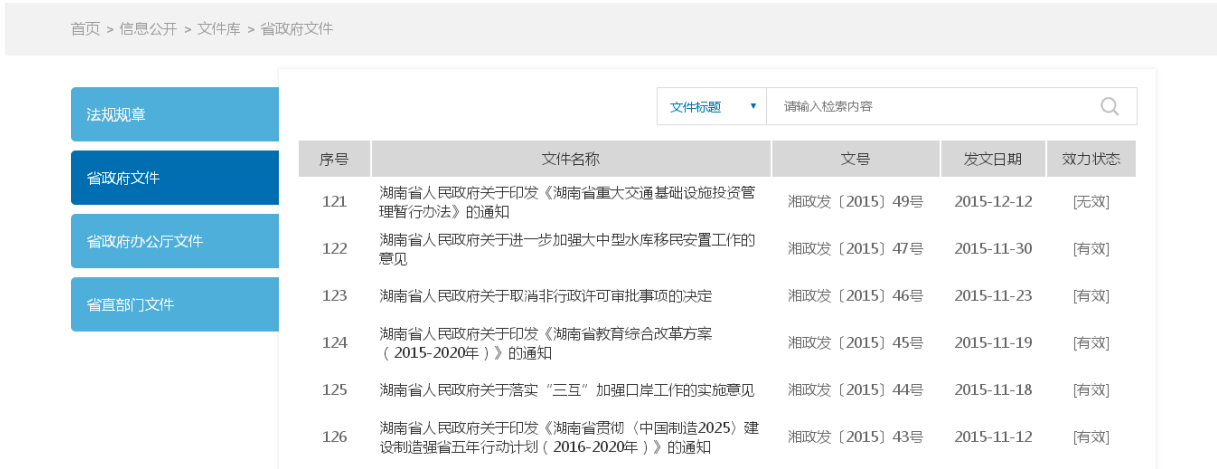 首页 > 信息公开 > 文件库 > 省政府文件
法规规章
省政府文件
省政府办公厅文件
省直部门文件
文件标题 ▼ 请输入检索内容
序号 文件名称 文号 发文日期 效力状态
121 湖南省人民政府关于印发《湖南省重大交通基础设施投资管
理暂行办法》的通知 湘政发〔2015〕49号 2015-12-12 [无效]
122 湖南省人民政府关于进一步加强大中型水库移民安置工作的
意见 湘政发〔2015〕47号 2015-11-30 [有效]
123 湖南省人民政府关于取消非行政许可审批事项的决定 湘政发〔2015〕46号 2015-11-23 [有效]
124 湖南省人民政府关于印发《湖南省教育综合改革方案
（2015-2020年）》的通知 湘政发〔2015〕45号 2015-11-19 [有效]
125 湖南省人民政府关于落实“三互”加强口岸工作的实施意见 湘政发〔2015〕44号 2015-11-18 [有效]
126 湖南省人民政府关于印发《湖南省贯彻〈中国制造2025〉建
设制造强省五年行动计划（2016-2020年）》的通知 湘政发〔2015〕43号 2015-11-12 [有效]